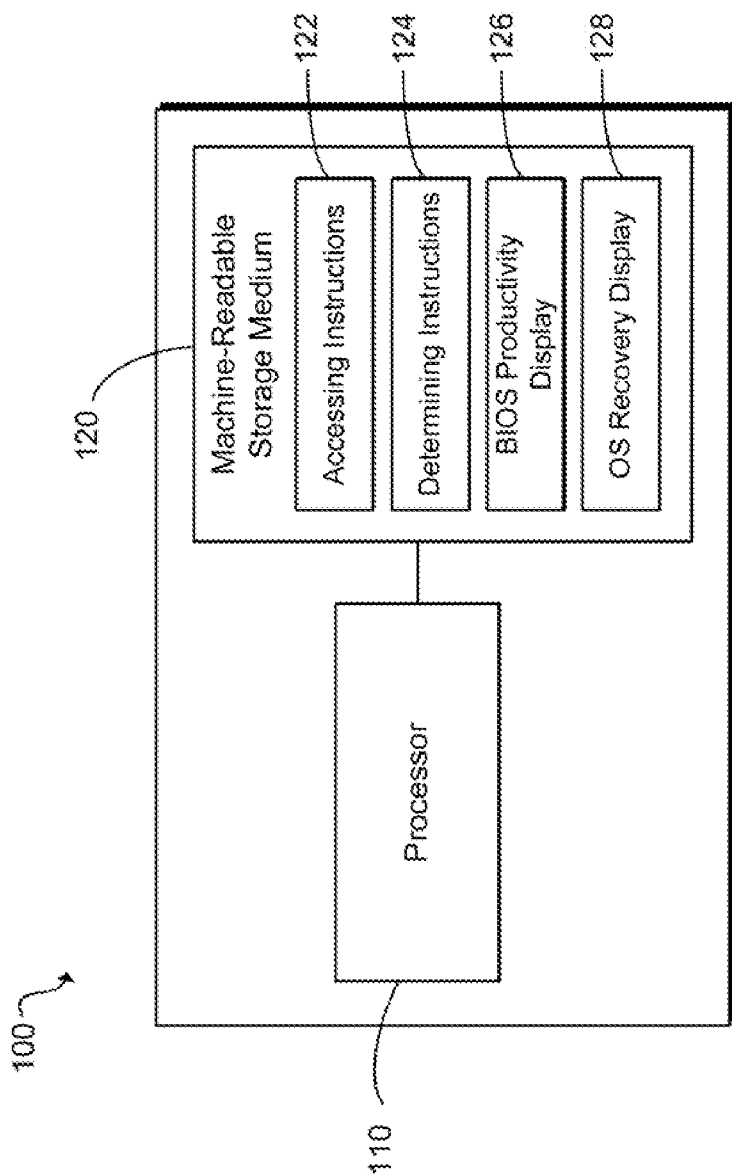 100
110
Processor
120
Machine-Readable
Storage Medium
Accessing Instructions
122
Determining Instructions
124
BIOS Productivity
Display
126
OS Recovery Display
128